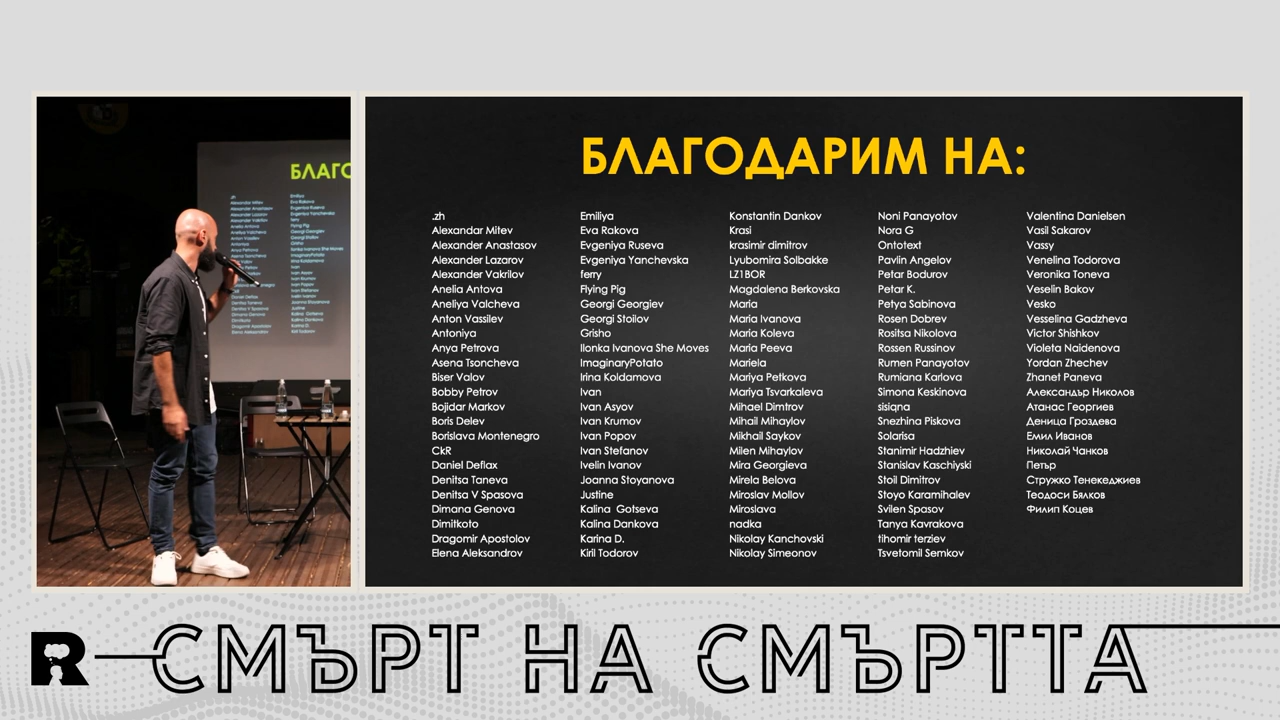 БЛАГОДАРИМ НА:
.zh
Alexandar Mitev
Alexander Anastasov
Alexander Lazarov
Alexander Vakrilov
Anelia Antova
Aneliya Valcheva
Anton Vassilev
Antoniya
Anya Petrova
Asena Tsoncheva
Biser Valov
Bobby Petrov
Bojidar Markov
Boris Delev
Borislava Montenegro
CkR
Daniel Deflax
Denitsa Taneva
Denitsa V Spasova
Dimana Genova
Dimitkoto
Dragomir Apostolov
Elena Aleksandrov
Emiliya
Eva Rakova
Evgeniya Ruseva
Evgeniya Yanchevska
ferry
Flying Pig
Georgi Georgiev
Georgi Stoilov
Grisho
Ilonka Ivanova She Moves
ImaginaryPotato
Irina Koldamova
Ivan
Ivan Asyov
Ivan Krumov
Ivan Popov
Ivan Stefanov
Ivelin Ivanov
Joanna Stoyanova
Justine
Kalina Gotseva
Kalina Dankova
Karina D.
Kiril Todorov
Konstantin Dankov
Krasi
krasimir dimitrov
Lyubomira Solbakke
LZ1BOR
Magdalena Berkovska
Maria
Maria Ivanova
Maria Koleva
Maria Peeva
Mariela
Mariya Petkova
Mariya Tsvarkaleva
Mihael Dimtrov
Mihail Mihaylov
Mikhail Saykov
Milen Mihaylov
Mira Georgieva
Mirela Belova
Miroslav Mollov
Miroslava
nadka
Nikolay Kanchovski
Nikolay Simeonov
Noni Panayotov
Nora G
Ontotext
Pavlin Angelov
Petar Bodurov
Petar K.
Petya Sabinova
Rosen Dobrev
Rositsa Nikolova
Rossen Russinov
Rumen Panayotov
Rumiana Karlova
Simona Keskinova
sisiqna
Snezhina Piskova
Solarisa
Stanimir Hadzhiev
Stanislav Kaschiyski
Stoil Dimitrov
Stoyo Karamihalev
Svilen Spasov
Tanya Kavrakova
tihomir terziev
Tsvetomil Semkov
Valentina Danielsen
Vasil Sakarov
Vassy
Venelina Todorova
Veronika Toneva
Veselin Bakov
Vesko
Vesselina Gadzheva
Victor Shishkov
Violeta Naidenova
Yordan Zhechev
Zhanet Paneva
Александър Николов
Атанас Георгиев
Деница Гроздева
Емил Иванов
Николай Чанков
Петър
Стружко Тенекеджиев
Теодоси Бялков
Филип Коцев
БЛАГО
R
СМЪРТ НА СМЪРТТА